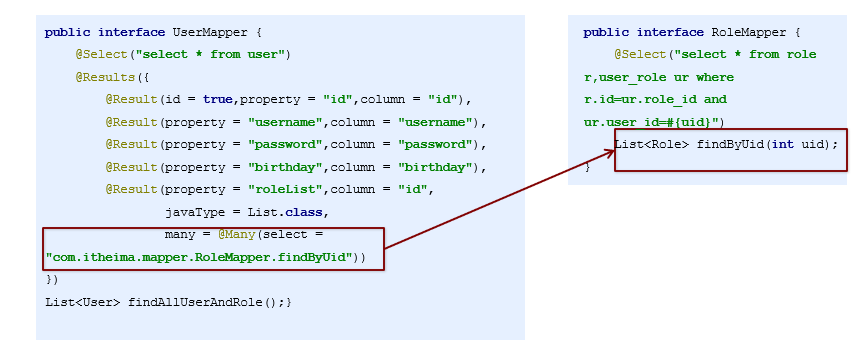 public interface UserMapper {
@Select("select * from user")
@Results({
@Result(id = true,property = "id",column = "id"),
@Result(property = "username",column = "username"),
@Result(property = "password",column = "password"),
@Result(property = "birthday",column = "birthday"),
@Result(property = "roleList",column = "id",
javaType = List.class,
many = @Many(select =
"com.itheima.mapper.RoleMapper.findByUid"))
})
List<User> findAllUserAndRole();}
public interface RoleMapper {
@Select("select * from role
r,user_role ur where
r.id=ur.role_id and
ur.user_id=#{uid}")
List<Role> findByUid(int uid);
}